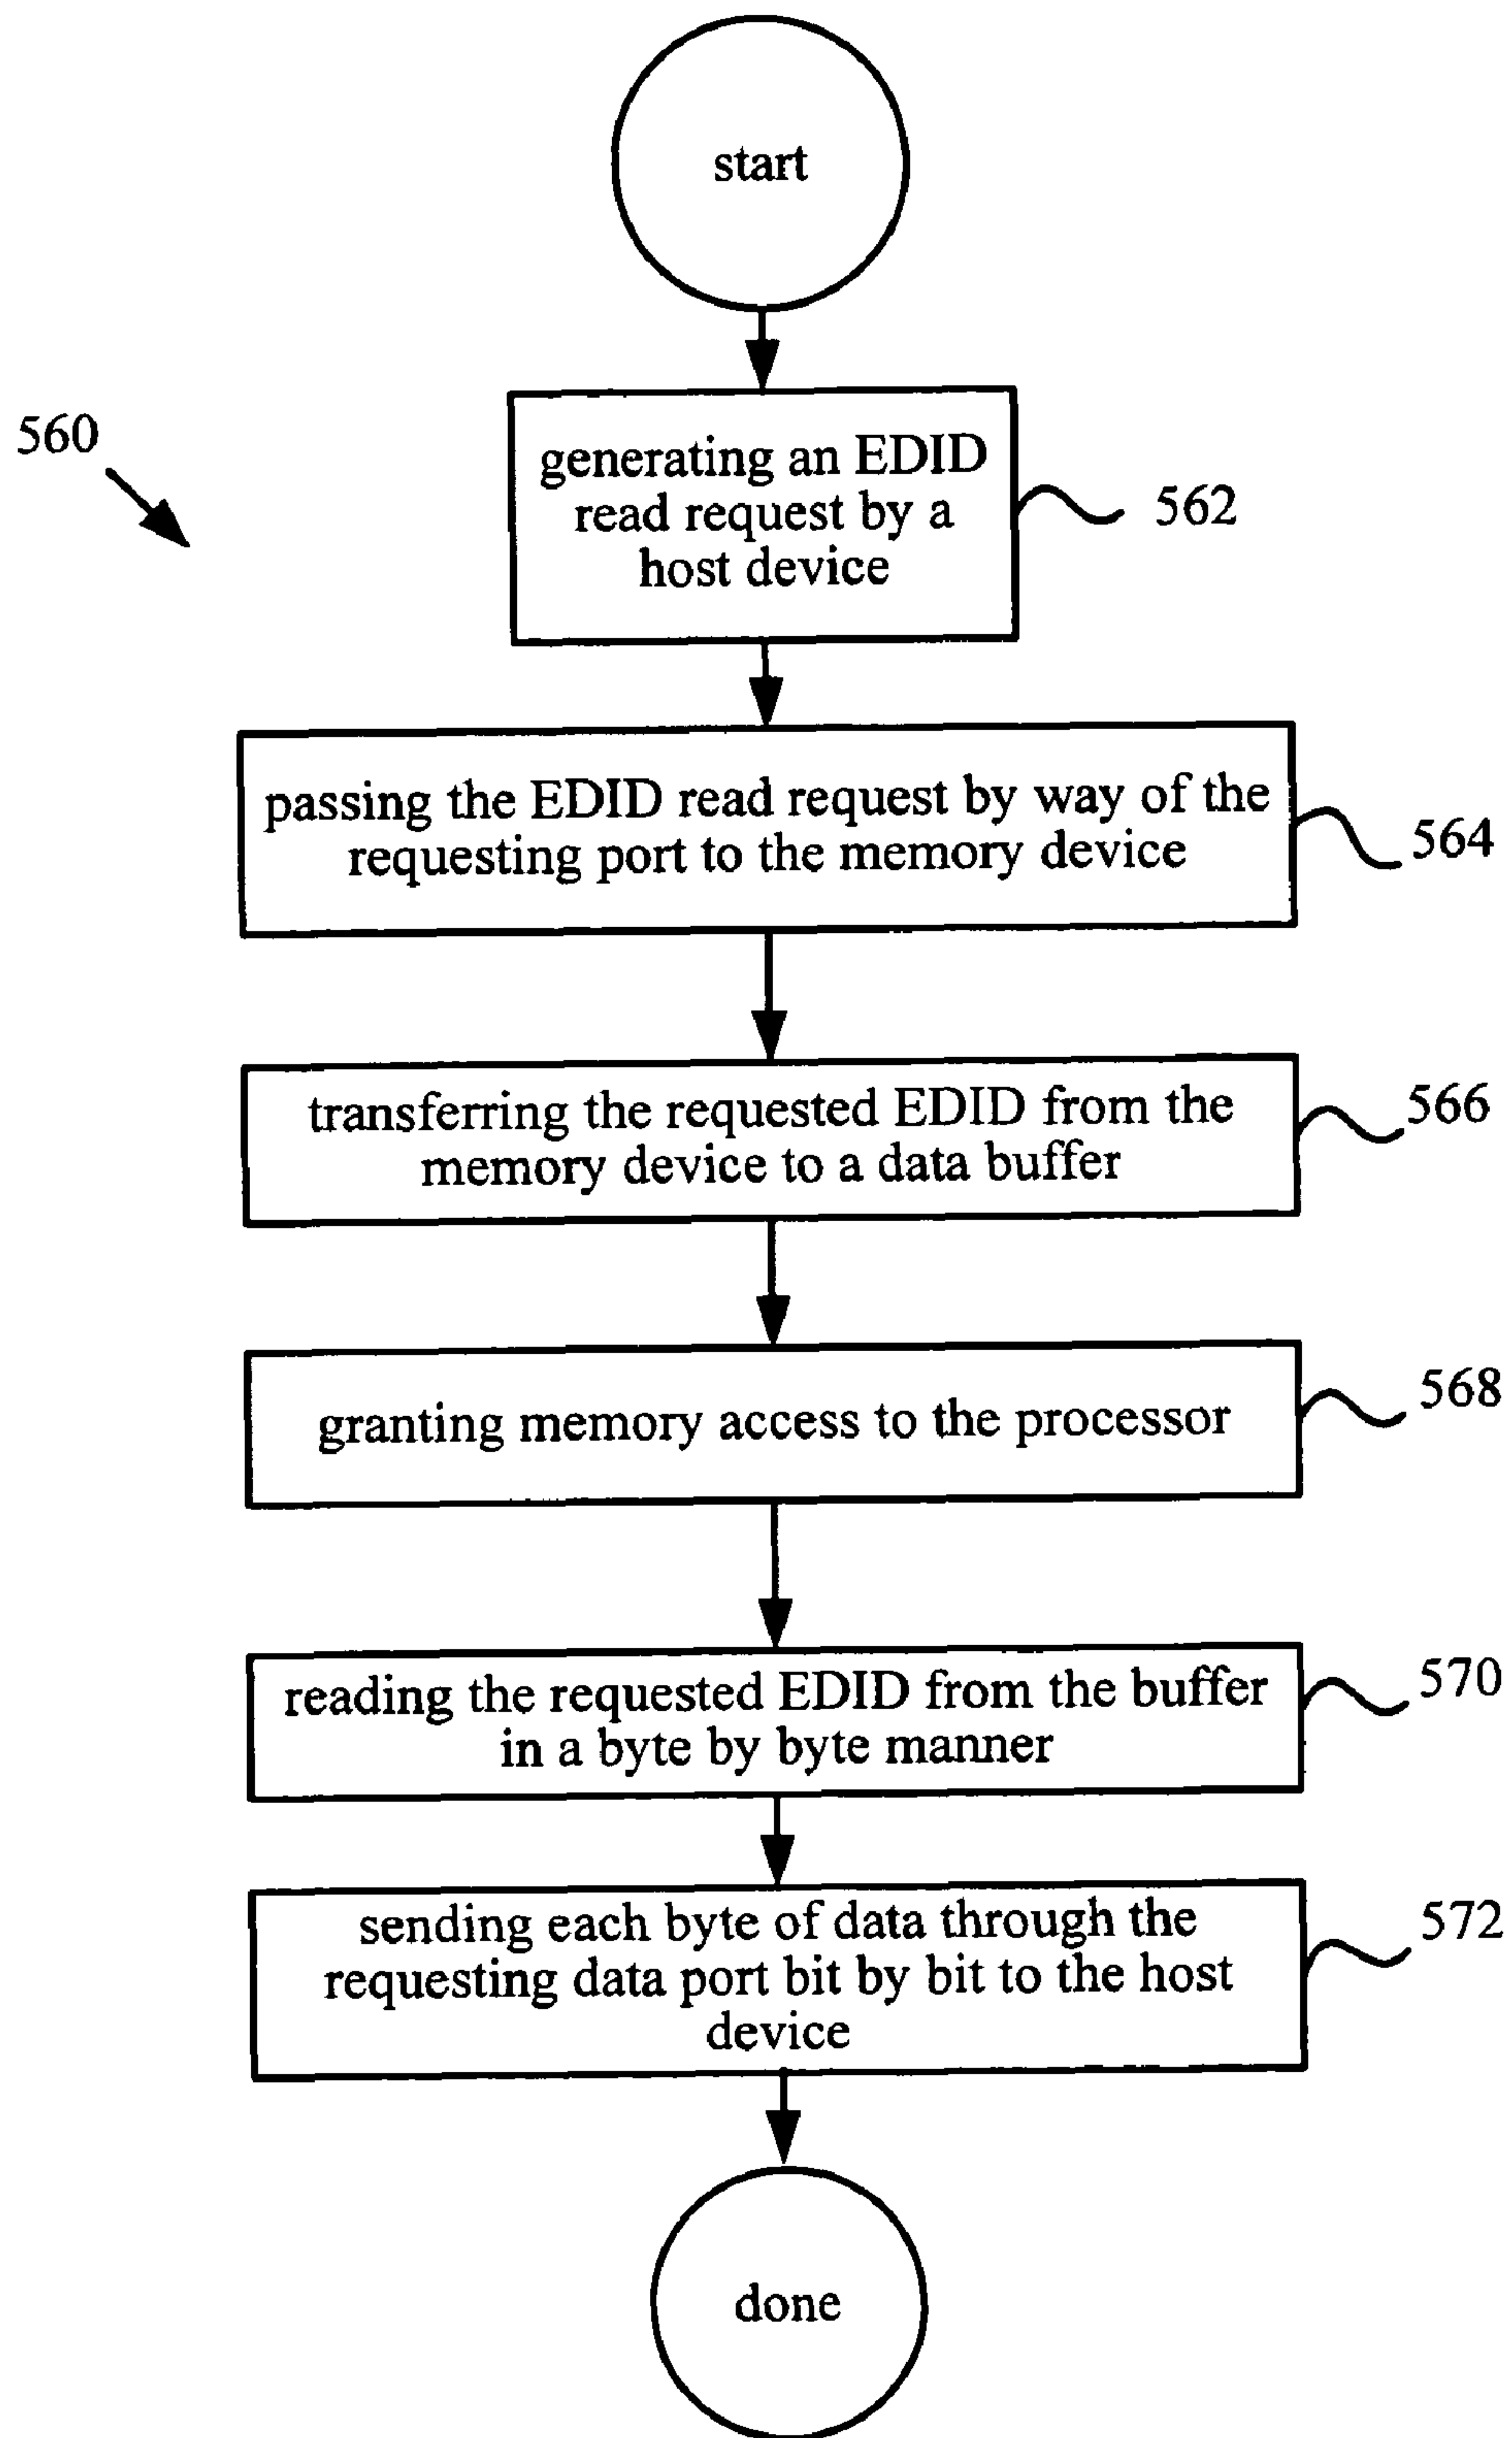 start
560
generating an EDID
read request by a
host device
562
passing the EDID read request by way of the
requesting port to the memory device
564
transferring the requested EDID from the
memory device to a data buffer
566
granting memory access to the processor
568
reading the requested EDID from the buffer
in a byte by byte manner
570
sending each byte of data through the
requesting data port bit by bit to the host
device
572
done